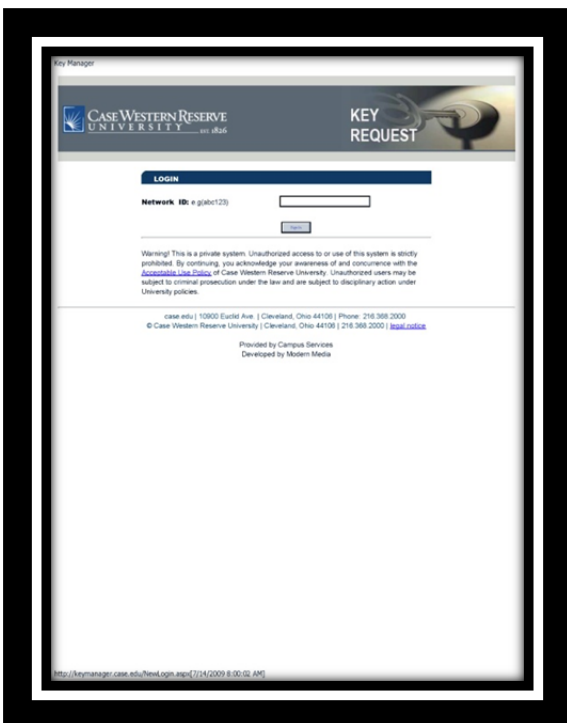 Key Manager
CASE WESTERN RESERVE
UNIVERSITY EST 1826
KEY
REQUEST
LOGIN
Network ID: e.g(abc123)
Warning! This is a private system. Unauthorized access to or use of this system is strictly
prohibited. By continuing, you acknowledge your awareness of and concurrence with the
Acceptable Use Policy of Case Western Reserve University. Unauthorized users may be
subject to criminal prosecution under the law and are subject to disciplinary action under
University policies.
case.edu | 10900 Euclid Ave. | Cleveland, Ohio 44106 | Phone: 216.368.2000
© Case Western Reserve University | Cleveland, Ohio 44106 | 216.368.2000 | legal notice
Provided by Campus Services
Developed by Modern Media
http://keymanager.case.edu/NewLogin.aspx[7/14/2009 8:00:02 AM]